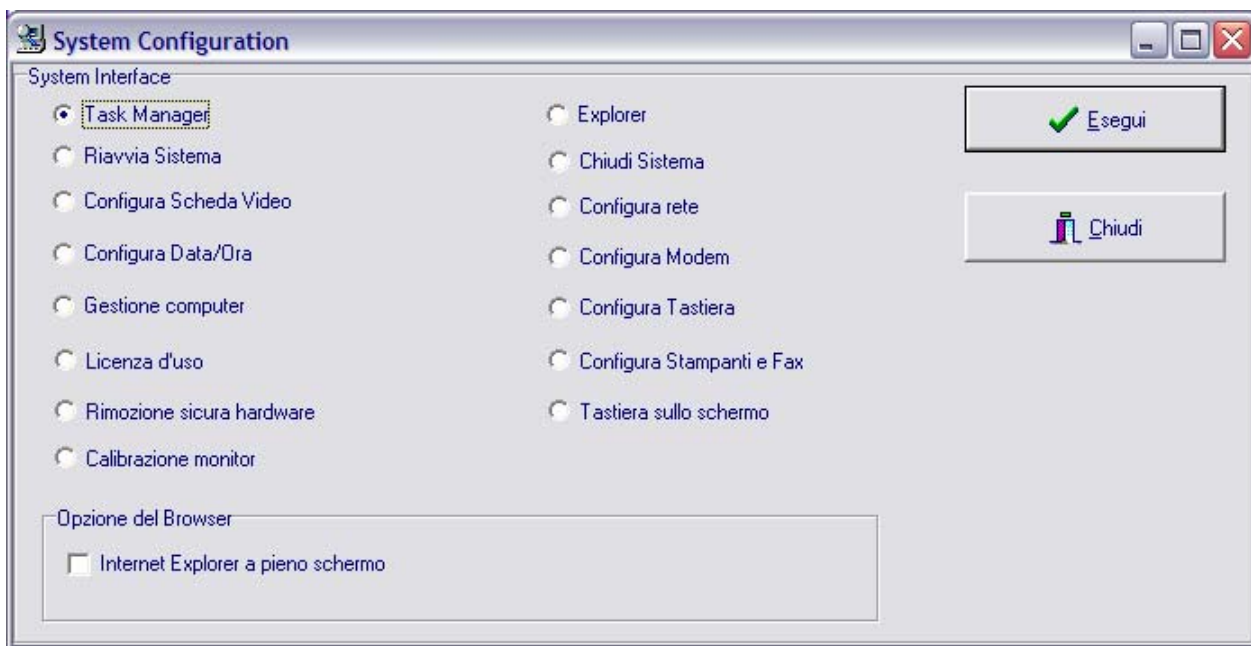 System Configuration
System Interface
Task Manager
Explorer
Esegui
Riavvia Sistema
Chiudi Sistema
Configura Scheda Video
Configura rete
Chiudi
Configura Data/Ora
Configura Modem
Gestione computer
Configura Tastiera
Licenza d'uso
Configura Stampanti e Fax
Rimozione sicura hardware
Tastiera sullo schermo
Calibrazione monitor
Opzione del Browser
Internet Explorer a pieno schermo